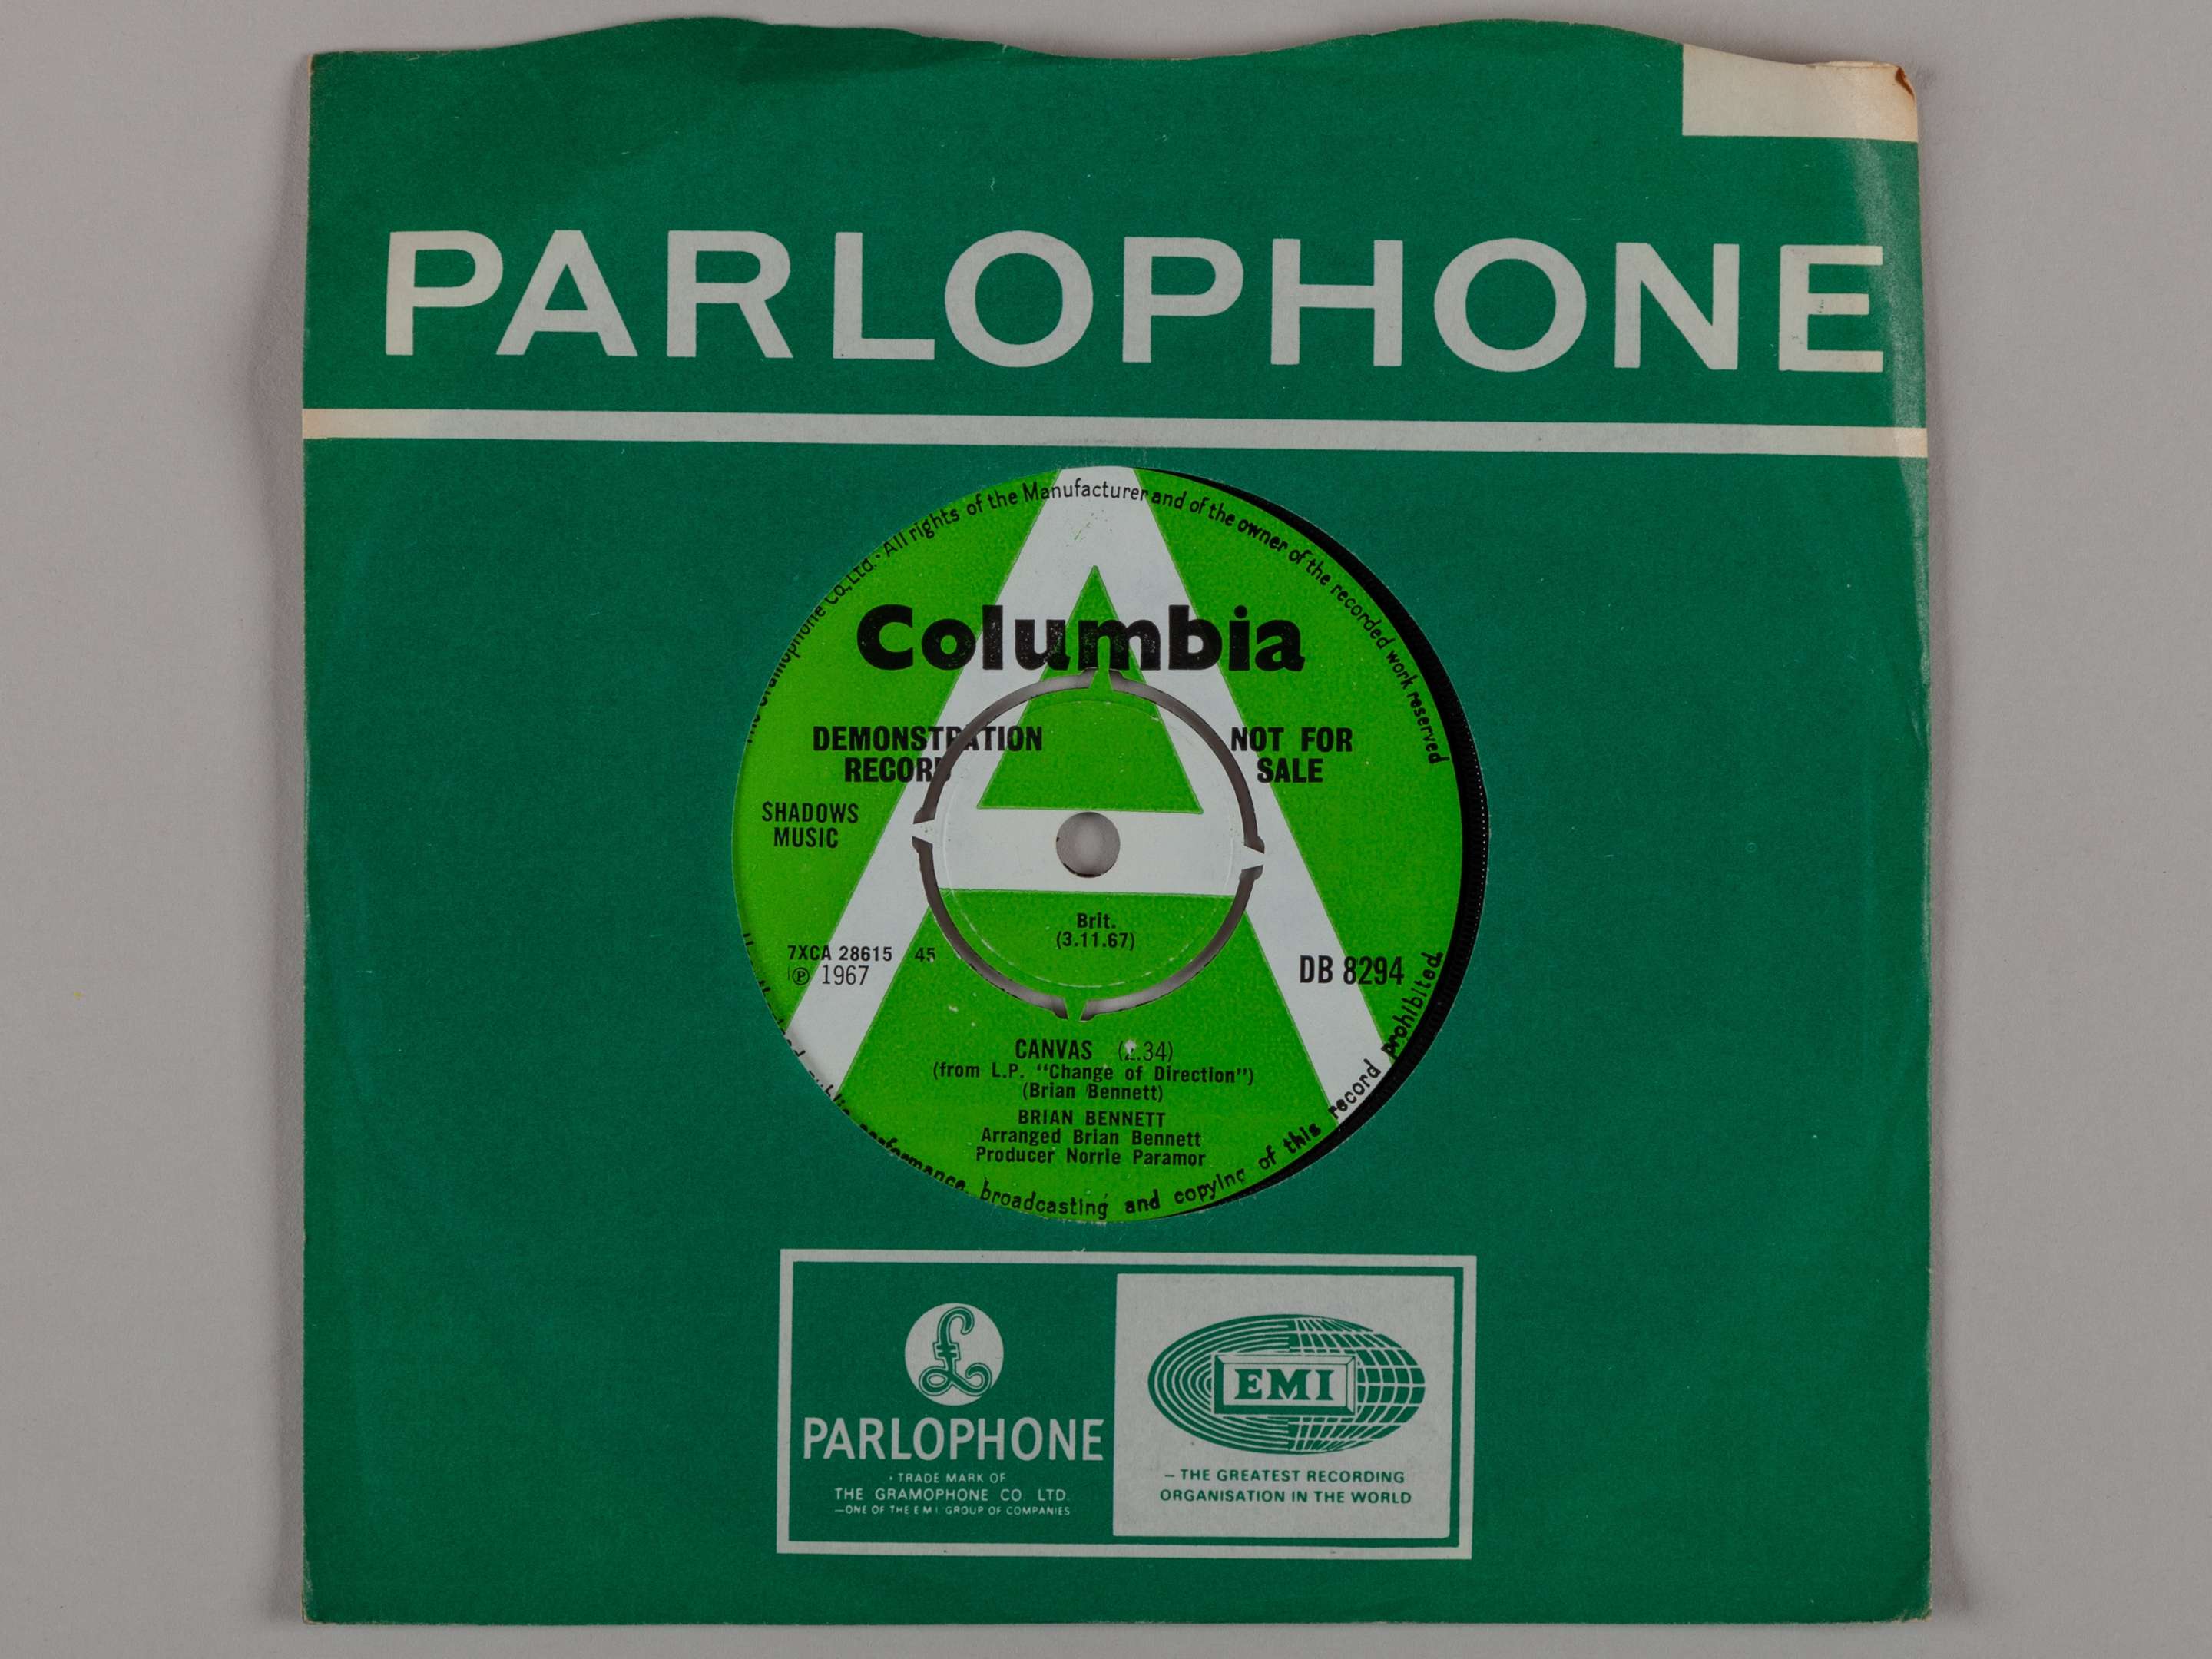 PARLOPHONE
Co, Ltd. · All rights of the Manufacturer and of the owner of the recorded work reserved
Columbia
DEMONSTRATION
RECORD
NOT FOR
SALE
SHADOWS
MUSIC
Brit.
(3.11.67)
7XCA 28615 45
℗ 1967
DB 8294
CANVAS (2.34)
(from L.P. “Change of Direction”)
(Brian Bennett)
BRIAN BENNETT
Arranged Brian Bennett
Producer Norrie Paramor
performance, broadcasting and copying of this record prohibited.
£
PARLOPHONE
· TRADE MARK OF
THE GRAMOPHONE CO. LTD.
—ONE OF THE E M I GROUP OF COMPANIES
EMI
— THE GREATEST RECORDING
ORGANISATION IN THE WORLD